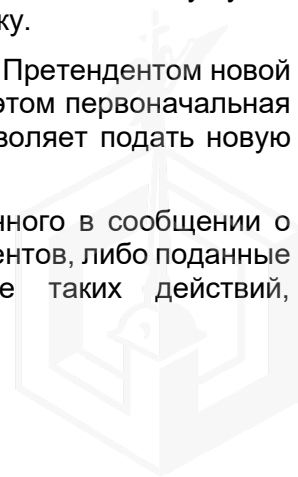 ку.
Претендентом новой
этом первоначальная
воляет подать новую
нного в сообщении о
ентов, либо поданные
е таких действий,